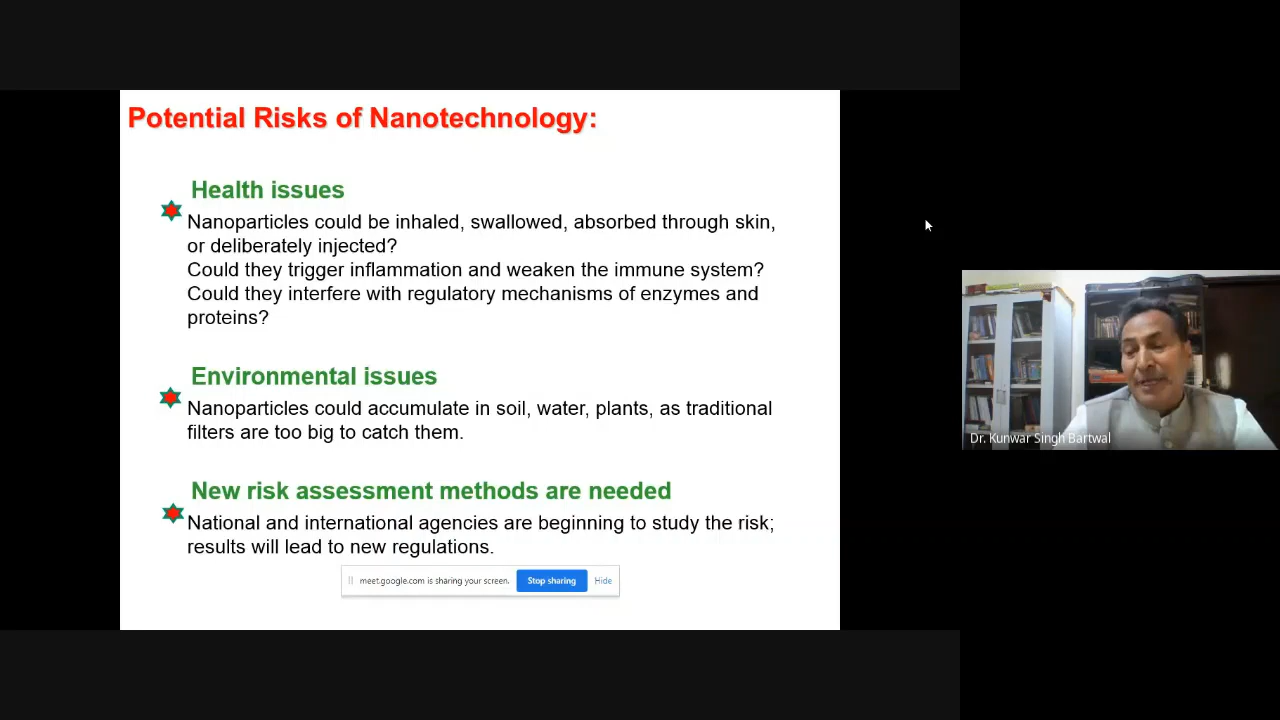 Potential Risks of Nanotechnology:
Health issues
Nanoparticles could be inhaled, swallowed, absorbed through skin,
or deliberately injected?
Could they trigger inflammation and weaken the immune system?
Could they interfere with regulatory mechanisms of enzymes and
proteins?
Environmental issues
Nanoparticles could accumulate in soil, water, plants, as traditional
filters are too big to catch them.
New risk assessment methods are needed
National and international agencies are beginning to study the risk;
results will lead to new regulations.
meet.google.com is sharing your screen. Stop sharing Hide
Dr. Kunwar Singh Bartwal